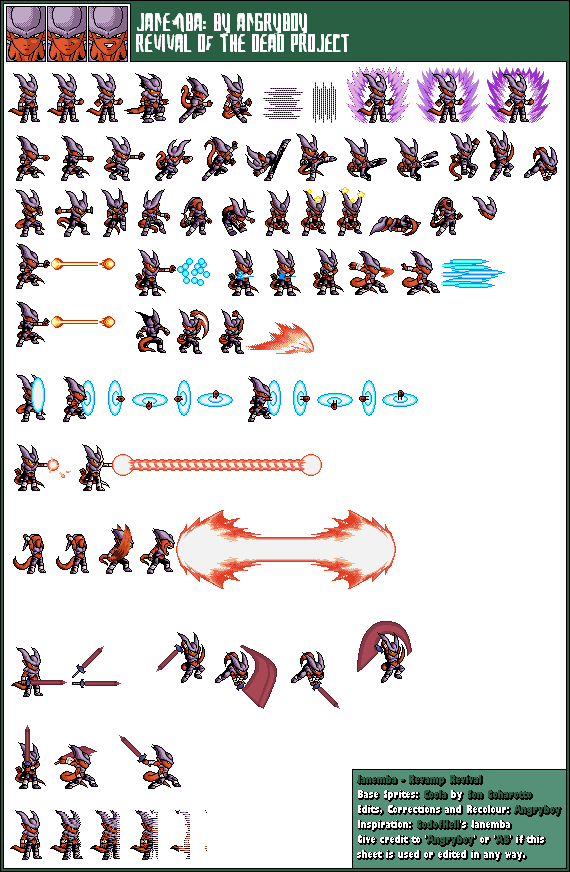 JANEMBA: BY ANGRYBOY
REVIVAL OF THE DEAD PROJECT
Janemba - Revamp Revival
Base Sprites: Coola by Son Goharotto
Edits, Corrections and Recolour: Angryboy
Inspiration: GodofHell's Janemba
Give credit to 'Angryboy' or 'AB' if this
sheet is used or edited in any way.